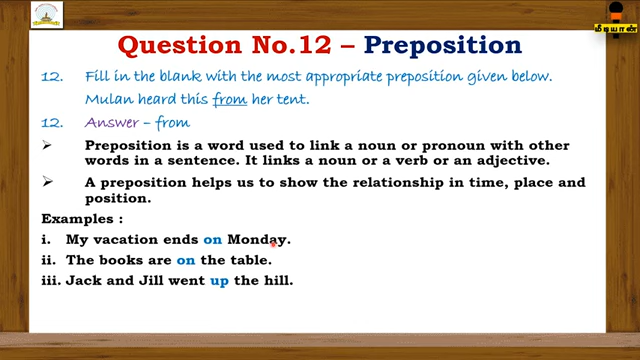 மீடியான்
Question No.12 – Preposition
12. Fill in the blank with the most appropriate preposition given below.
Mulan heard this from her tent.
12. Answer – from
➢ Preposition is a word used to link a noun or pronoun with other
words in a sentence. It links a noun or a verb or an adjective.
➢ A preposition helps us to show the relationship in time, place and
position.
Examples :
i. My vacation ends on Monday.
ii. The books are on the table.
iii. Jack and Jill went up the hill.